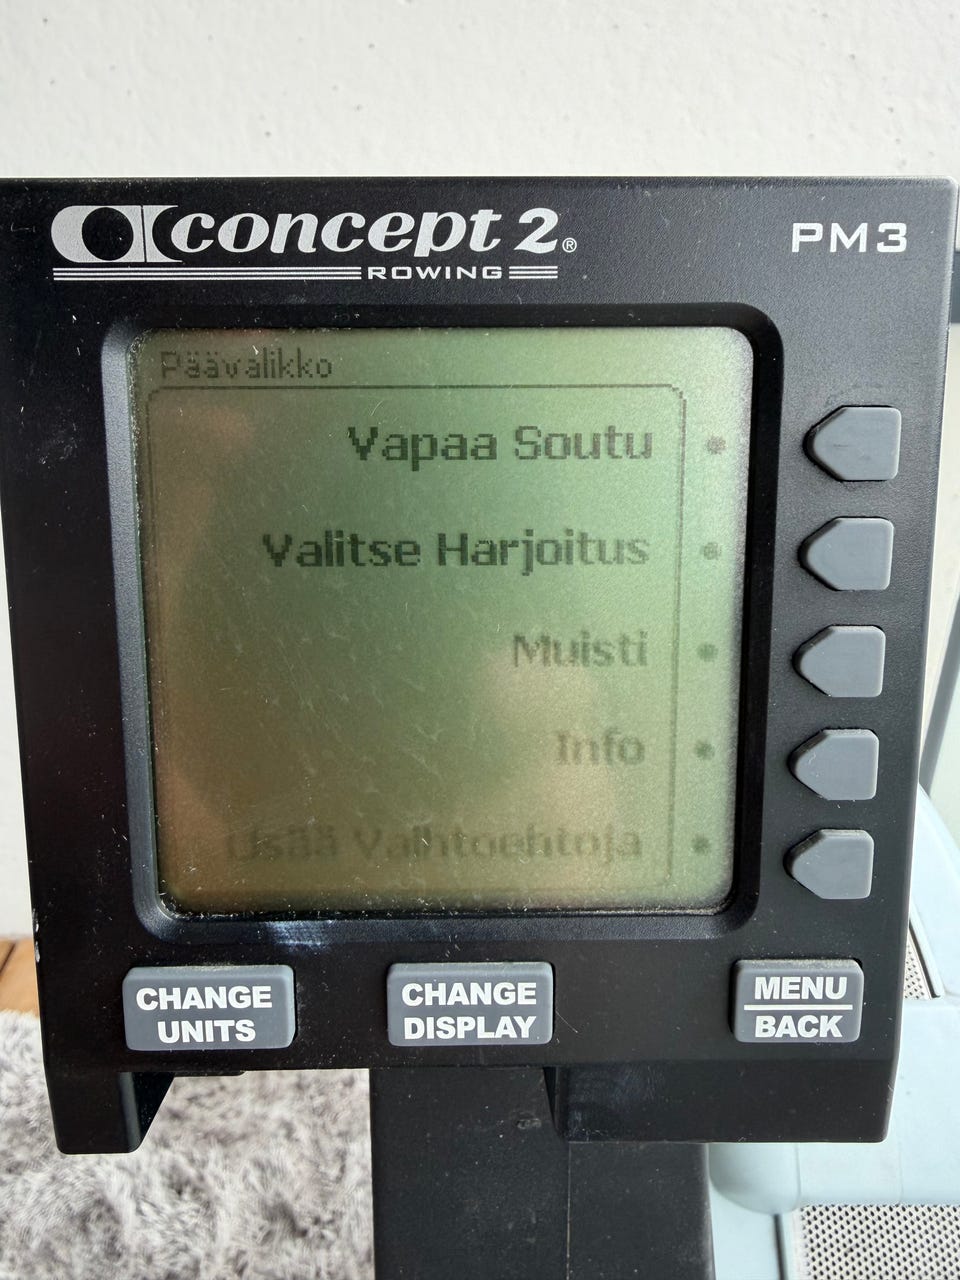 concept 2®
ROWING
PM3
Päävalikko
Vapaa Soutu
Valitse Harjoitus
Muisti
Info
Lisää Vaihtoehtoja
CHANGE
UNITS
CHANGE
DISPLAY
MENU
BACK